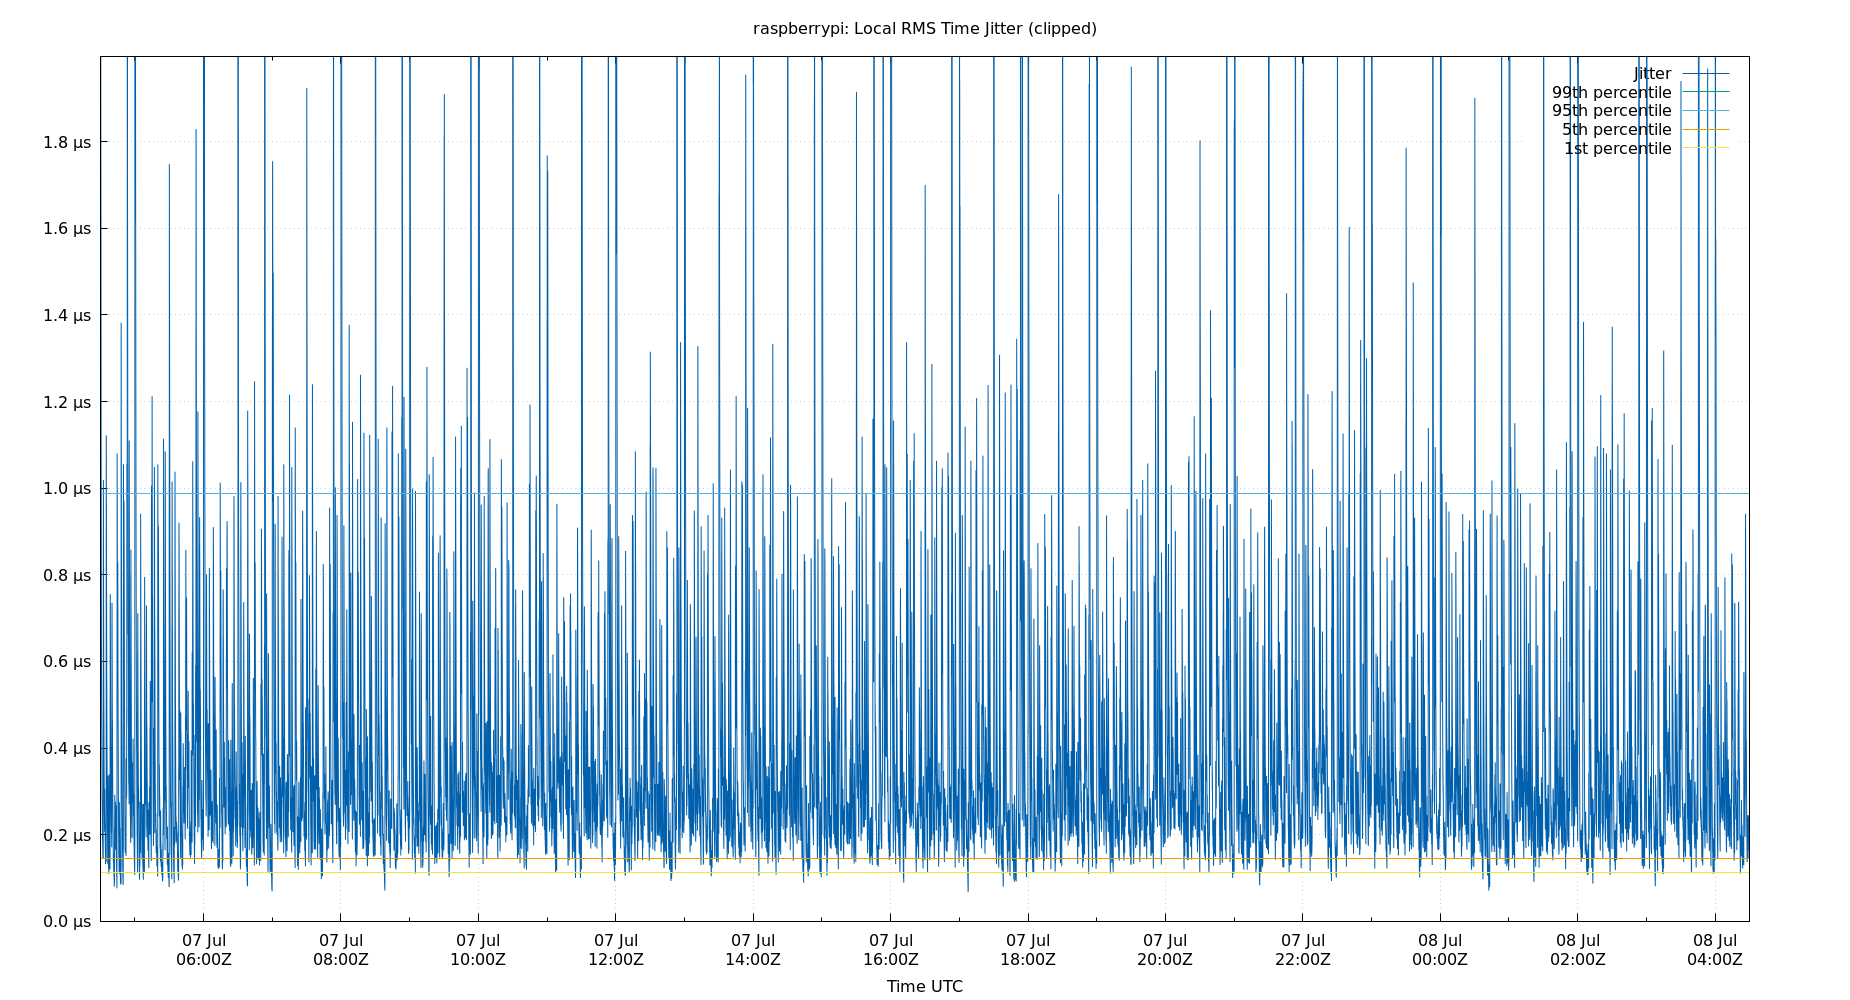 raspberrypi: Local RMS Time Jitter (clipped)
Jitter
99th percentile
95th percentile
5th percentile
1st percentile
1.8 µs
1.6 µs
1.4 µs
1.2 µs
1.0 µs
0.8 µs
0.6 µs
0.4 µs
0.2 µs
0.0 µs
07 Jul 07 Jul 07 Jul 07 Jul 07 Jul 07 Jul 07 Jul 07 Jul 07 Jul 08 Jul 08 Jul 08 Jul
06:00Z 08:00Z 10:00Z 12:00Z 14:00Z 16:00Z 18:00Z 20:00Z 22:00Z 00:00Z 02:00Z 04:00Z
Time UTC